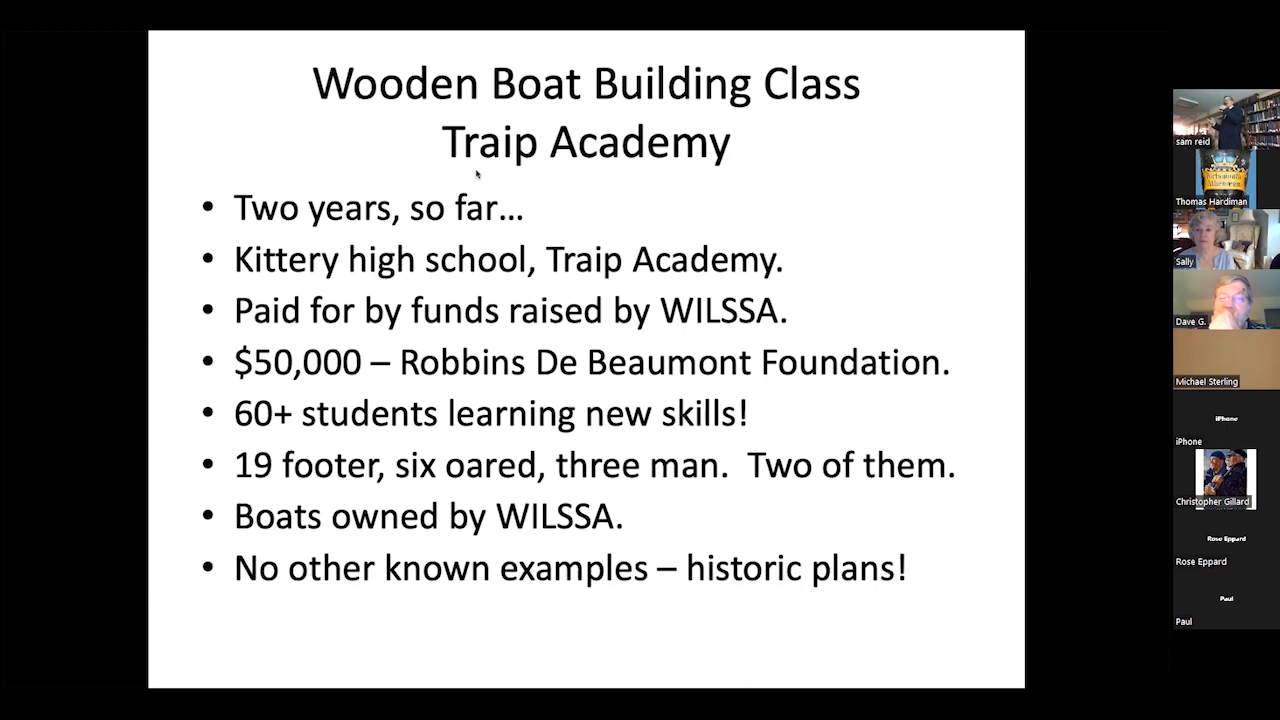 Wooden Boat Building Class
Traip Academy
• Two years, so far…
• Kittery high school, Traip Academy.
• Paid for by funds raised by WILSSA.
• $50,000 – Robbins De Beaumont Foundation.
• 60+ students learning new skills!
• 19 footer, six oared, three man.  Two of them.
• Boats owned by WILSSA.
• No other known examples – historic plans!
sam reid
Thomas Hardiman
Sally
Dave G.
Michael Sterling
iPhone
iPhone
Christopher Gillard
Rose Eppard
Rose Eppard
Paul
Paul